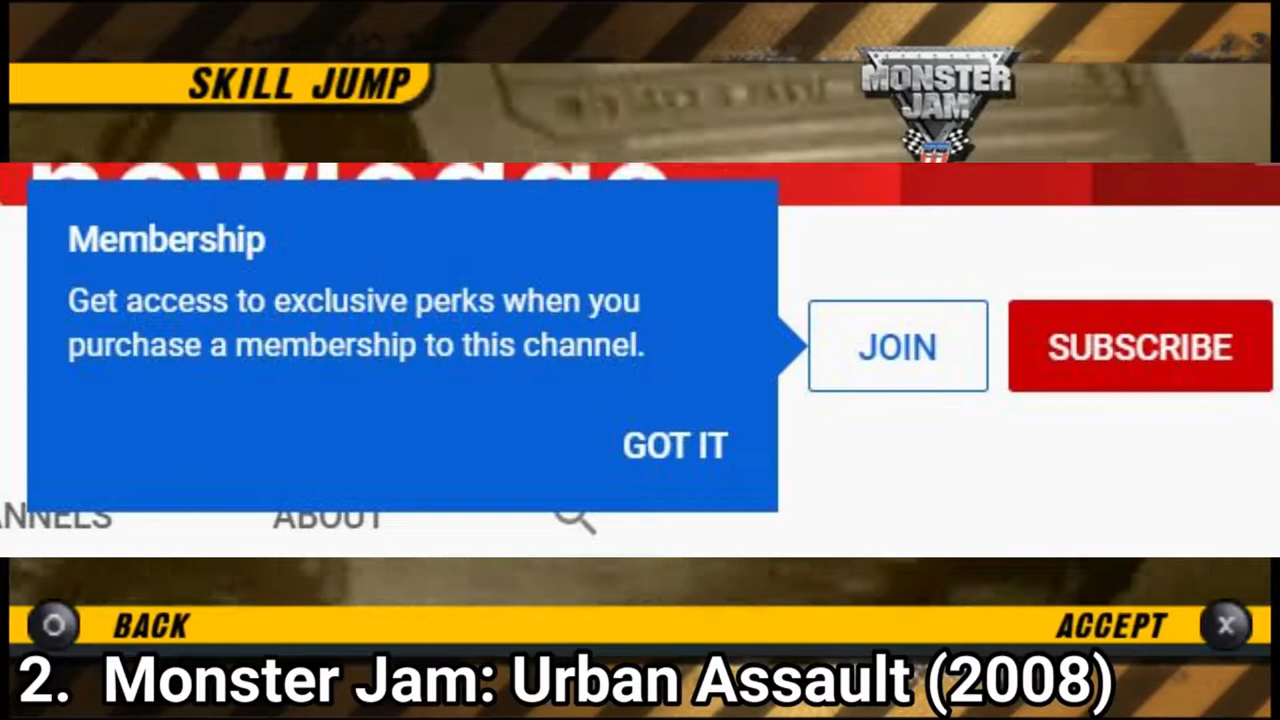 SKILL JUMP
MONSTER
JAM
Membership
Get access to exclusive perks when you
purchase a membership to this channel.
GOT IT
JOIN
SUBSCRIBE
ABOUT
BACK
ACCEPT
X
2. Monster Jam: Urban Assault (2008)